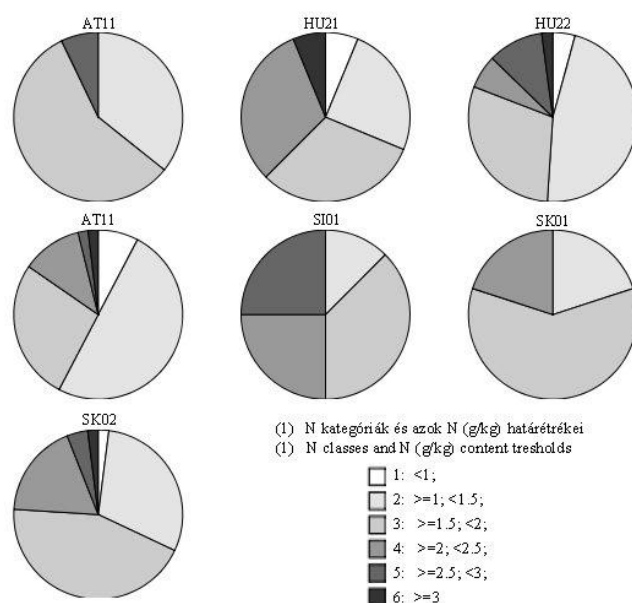 AT11 HU21 HU22
AT11 SI01 SK01
SK02
(1) N kategóriák és azok N (g/kg) határétrékei
(1) N classes and N (g/kg) content tresholds
1: <1;
2: >=1; <1.5;
3: >=1.5; <2;
4: >=2; <2.5;
5: >=2.5; <3;
6: >=3